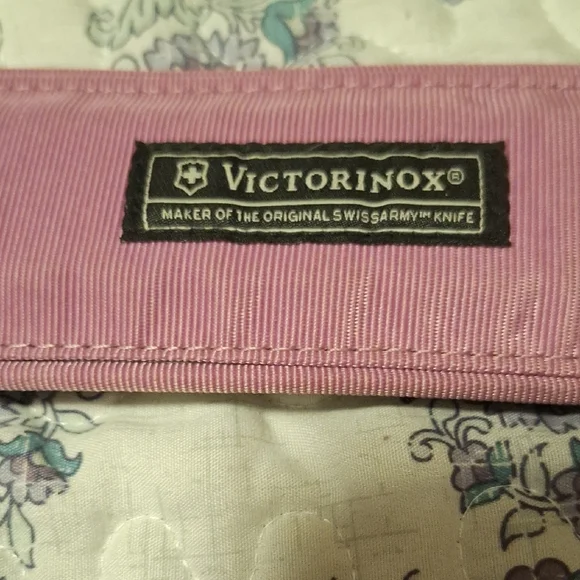 VICTORINOX®
MAKER OF THE ORIGINAL SWISSARMY™ KNIFE